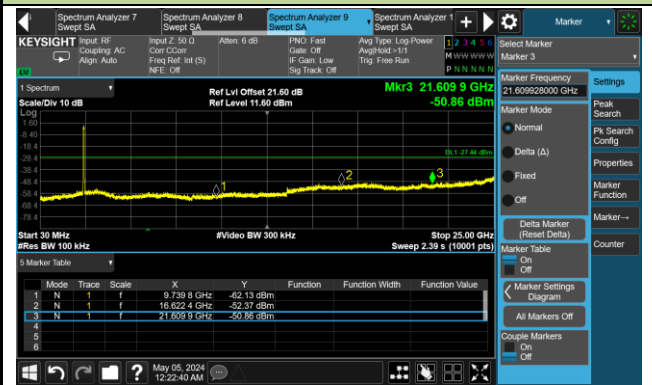 Spectrum Analyzer 7
Swept SA
Spectrum Analyzer 8
Swept SA
Spectrum Analyzer 9
Swept SA
Spectrum Analyzer 1
Swept SA
Marker
KEYSIGHT
Input: RF
Coupling: AC
Align: Auto
Input Z: 50 Ω
Corr CCorr
Freq Ref: Int (S)
NFE: Off
Atten: 6 dB
PNO: Fast
Gate: Off
IF Gain: Low
Sig Track: Off
Avg Type: Log-Power
Avg|Hold:>1/1
Trig: Free Run
1 2 3 4 5 6
M W W W W W
P N N N N N
Select Marker
Marker 3
1 Spectrum
Scale/Div 10 dB
Log
Ref Lvl Offset 21.60 dB
Ref Level 11.60 dBm
Mkr3 21.609 9 GHz
-50.86 dBm
1.60
-8.40
-18.4
-28.4
-38.4
-48.4
-58.4
-68.4
-78.4
DL1 -27.44 dBm
1
2
3
Start 30 MHz
#Res BW 100 kHz
#Video BW 300 kHz
Stop 25.00 GHz
Sweep 2.39 s (10001 pts)
5 Marker Table
Mode Trace Scale X Y Function Function Width Function Value
1 N 1 f 9.739 8 GHz -62.13 dBm
2 N 1 f 16.622 4 GHz -52.37 dBm
3 N 1 f 21.609 9 GHz -50.86 dBm
4
5
6
Marker Frequency
21.609928000 GHz
Marker Mode
Normal
Delta (Δ)
Fixed
Off
Delta Marker
(Reset Delta)
Marker Table
On
Off
Marker Settings
Diagram
All Markers Off
Couple Markers
On
Off
Settings
Peak
Search
Pk Search
Config
Properties
Marker
Function
Marker→
Counter
May 05, 2024
12:22:40 AM